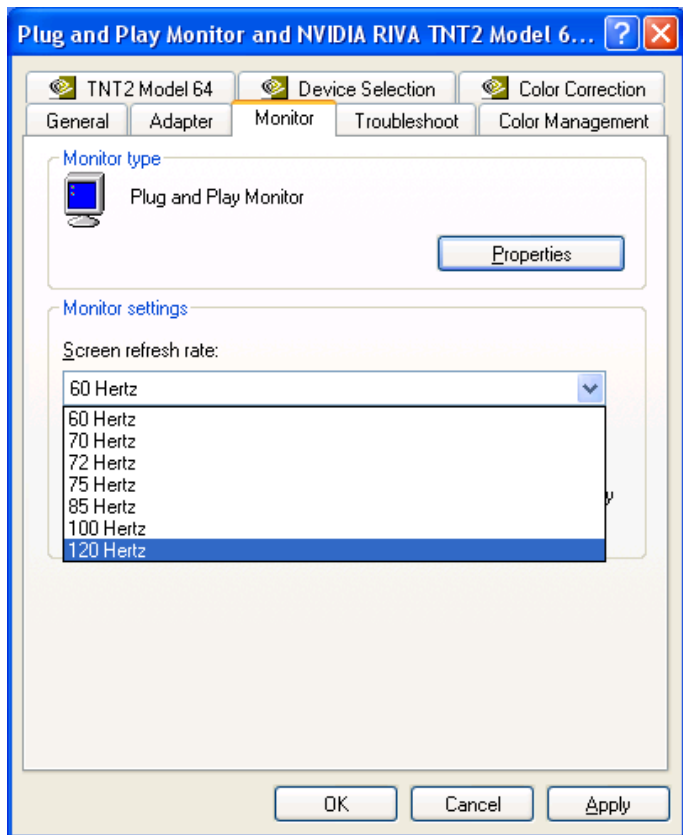 Plug and Play Monitor and NVIDIA RIVA TNT2 Model 6...
TNT2 Model 64 Device Selection Color Correction
General Adapter Monitor Troubleshoot Color Management
Monitor type
Plug and Play Monitor
Properties
Monitor settings
Screen refresh rate:
60 Hertz
60 Hertz
70 Hertz
72 Hertz
75 Hertz
85 Hertz
100 Hertz
120 Hertz
OK Cancel Apply